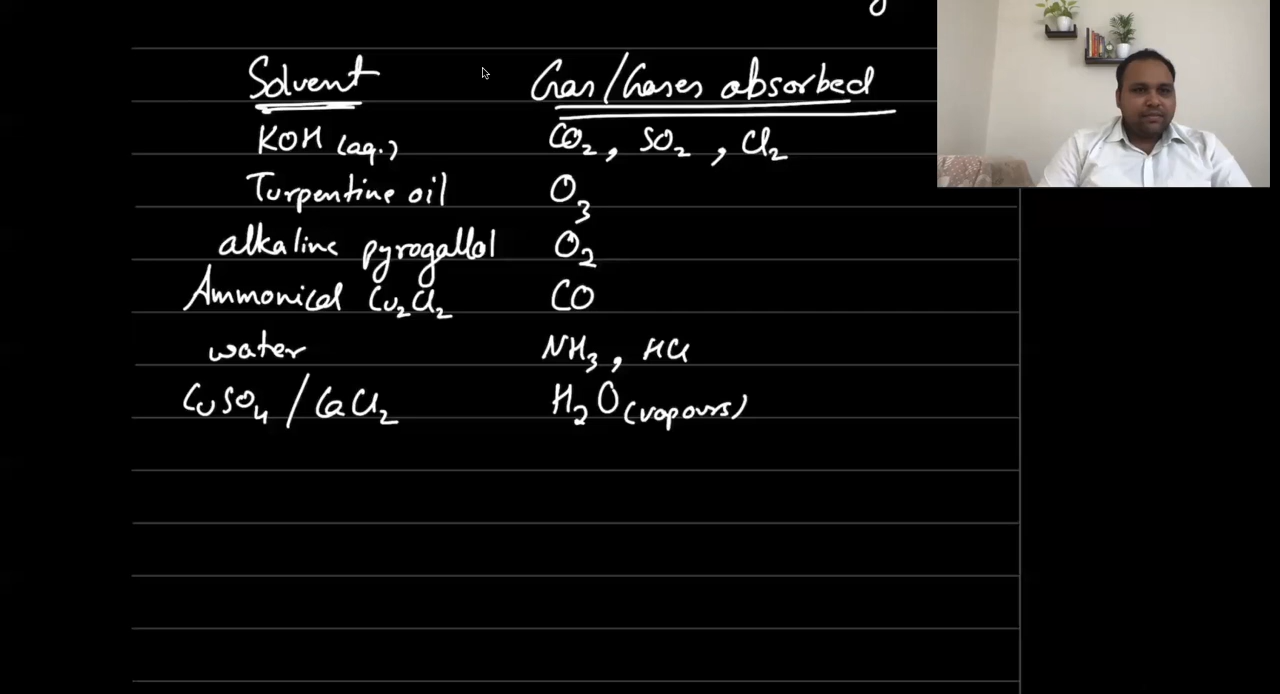 Solvent Gas/Gases absorbed
KOH (aq.) CO₂, SO₂, Cl₂
Turpentine oil O₃
alkaline pyrogallol O₂
Ammonical Cu₂Cl₂ CO
water NH₃, HCl
CuSO₄ / CaCl₂ H₂O (vapours)